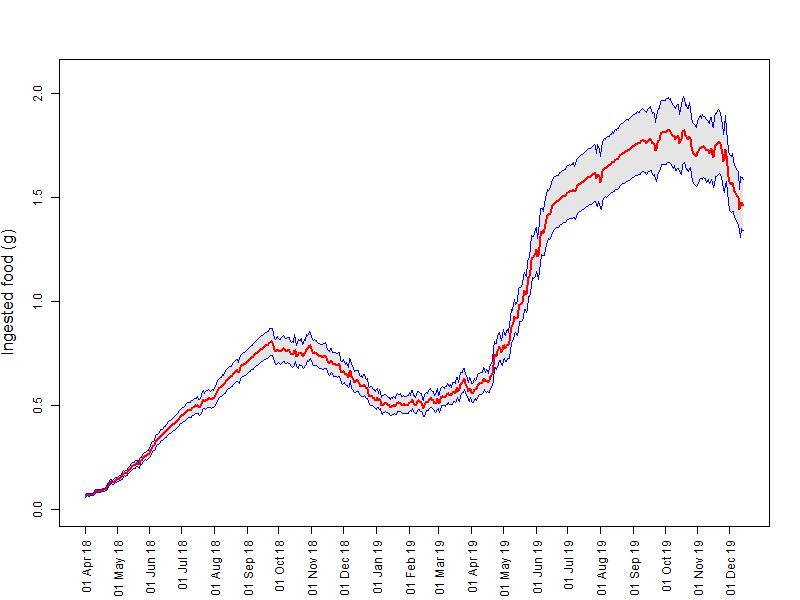 Ingested food (g)
2.0
1.5
1.0
0.5
0.0
01 Apr 18
01 May 18
01 Jun 18
01 Jul 18
01 Aug 18
01 Sep 18
01 Oct 18
01 Nov 18
01 Dec 18
01 Jan 19
01 Feb 19
01 Mar 19
01 Apr 19
01 May 19
01 Jun 19
01 Jul 19
01 Aug 19
01 Sep 19
01 Oct 19
01 Nov 19
01 Dec 19